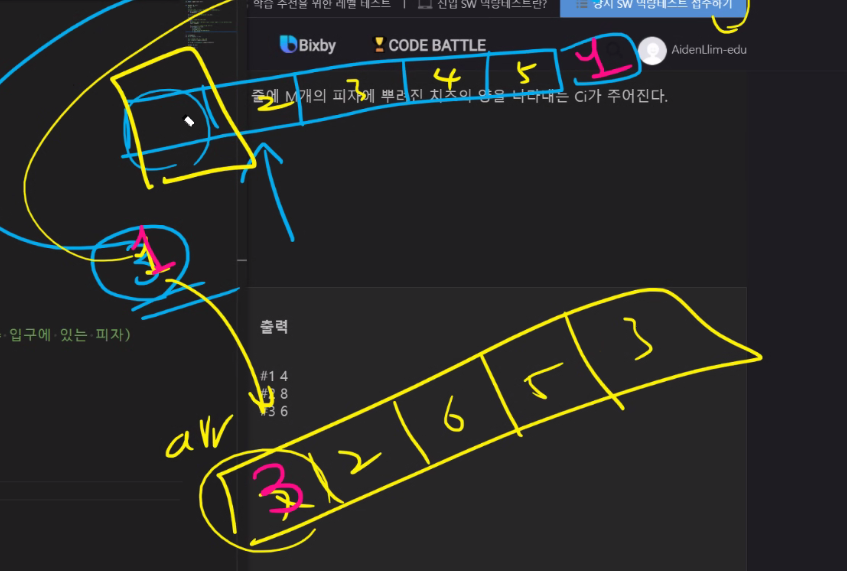 학습 추천을 위한 레벨 테스트 | 신입 SW 역량테스트란? 상시 SW 역량테스트 접수하기
Bixby CODE BATTLE AidenLlim-edu
2 3 4 5 1
줄에 M개의 피자에 뿌려진 치즈의 양을 나타내는 Ci가 주어진다.
1
입구에 있는 피자)
출력
#1 4
#2 8
#3 6
arr
3 2 6 5 3